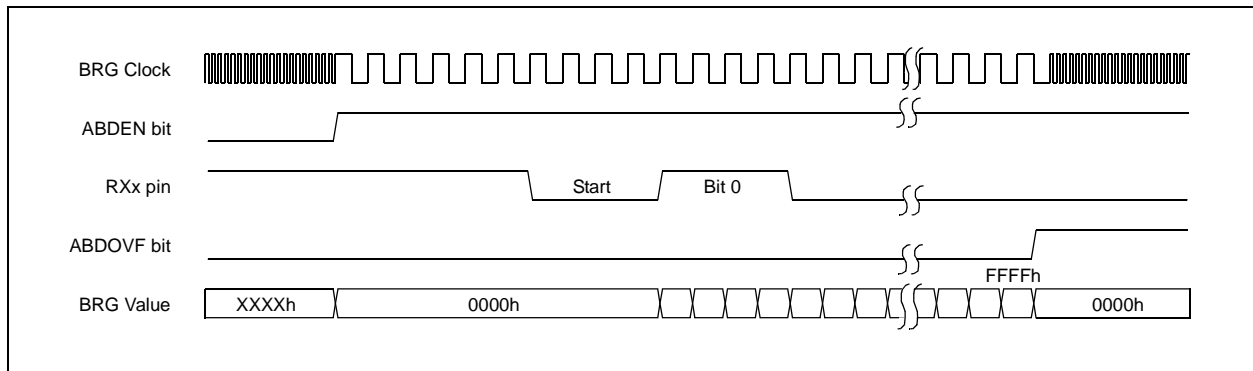 BRG Clock
ABDEN bit
RXx pin
Start
Bit 0
ABDOVF bit
FFFFh
BRG Value
XXXXh
0000h
0000h